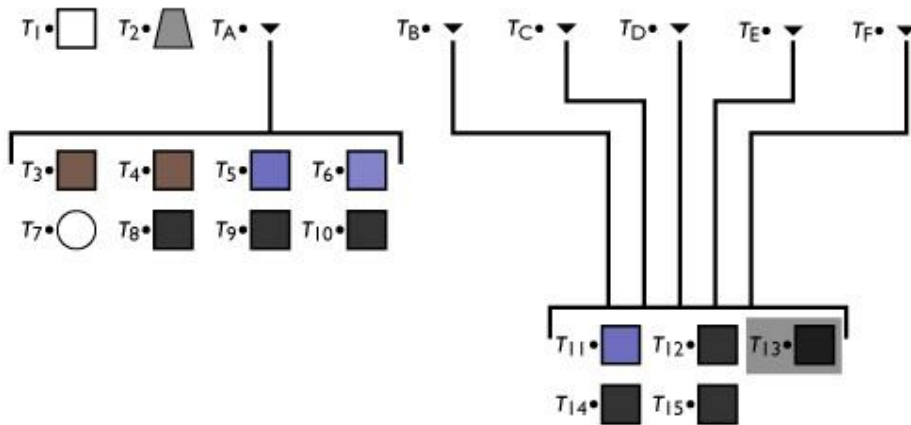 T1• T2• TA• TB• TC• TD• TE• TF•
T3• T4• T5• T6•
T7• T8• T9• T10•
T11• T12• T13•
T14• T15•